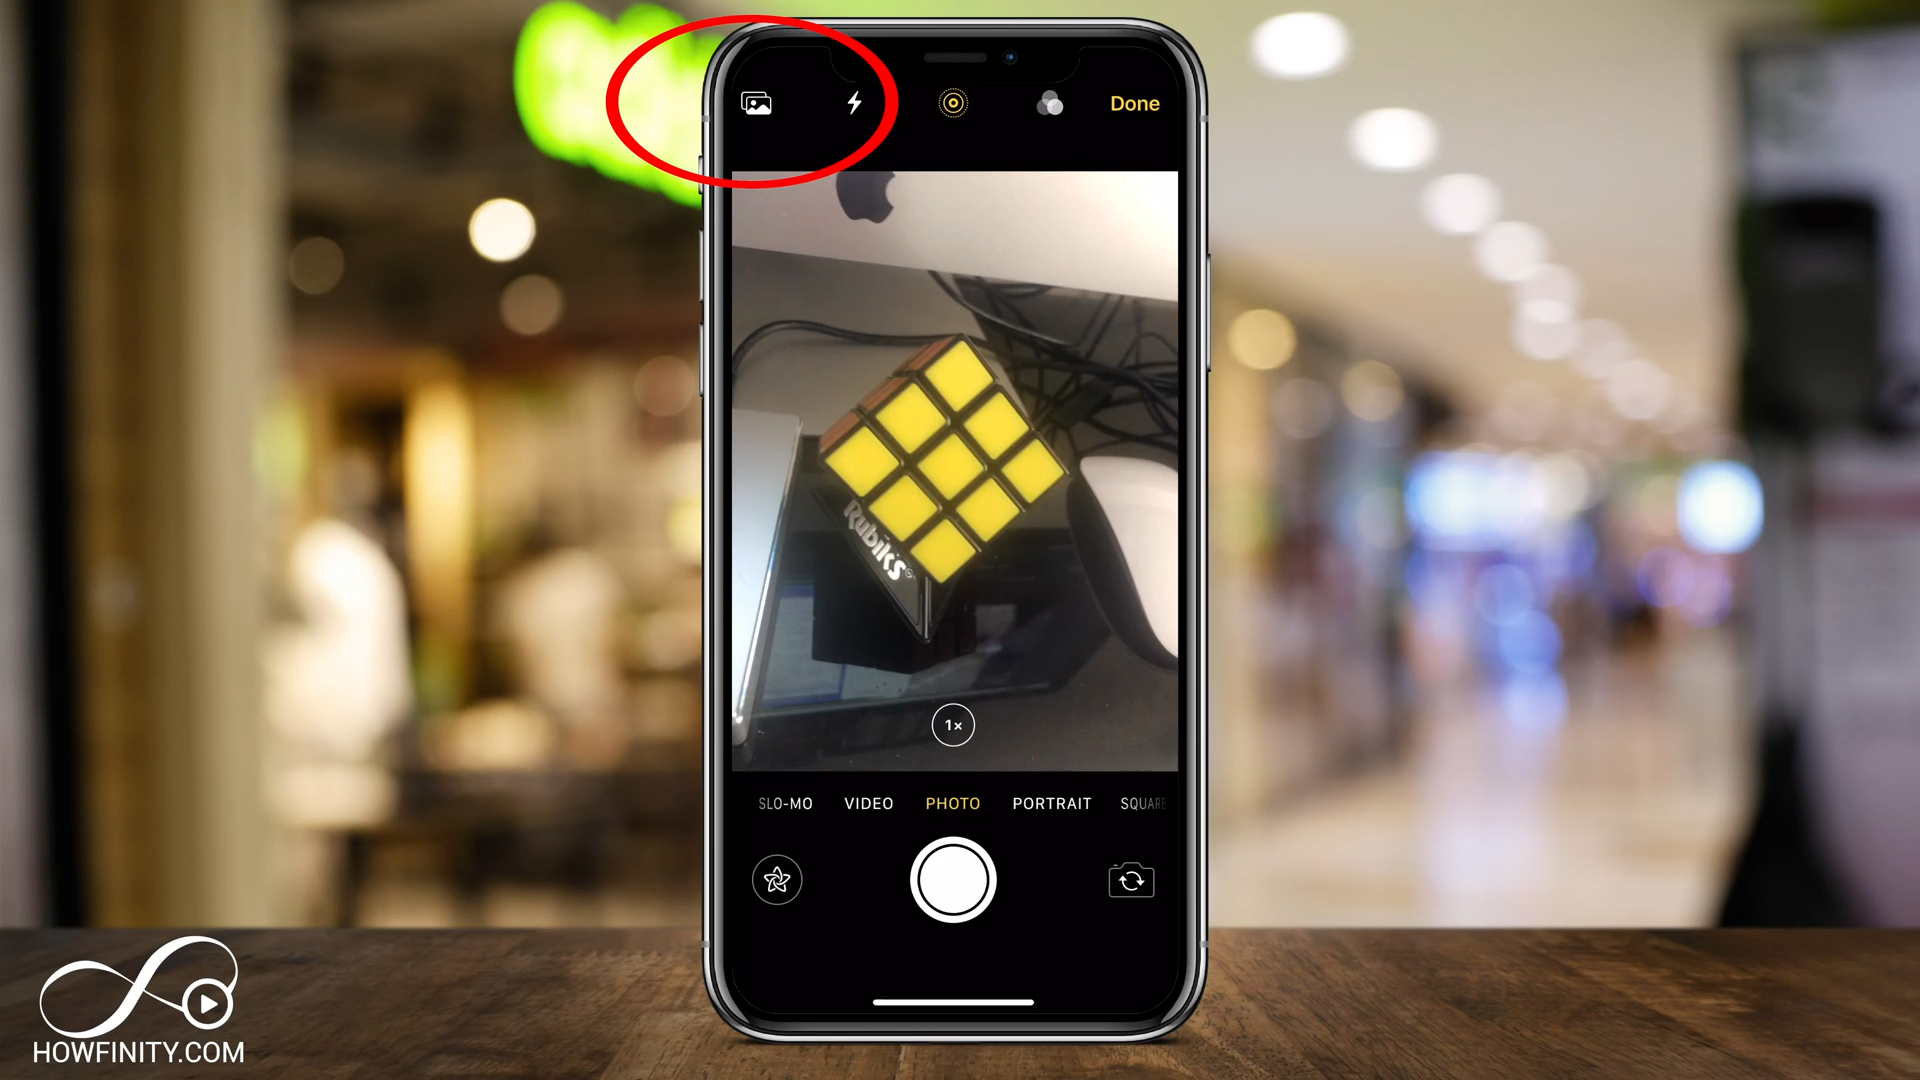 Done
Rubik's
1×
SLO-MO VIDEO PHOTO PORTRAIT SQUARE
HOWFINITY.COM